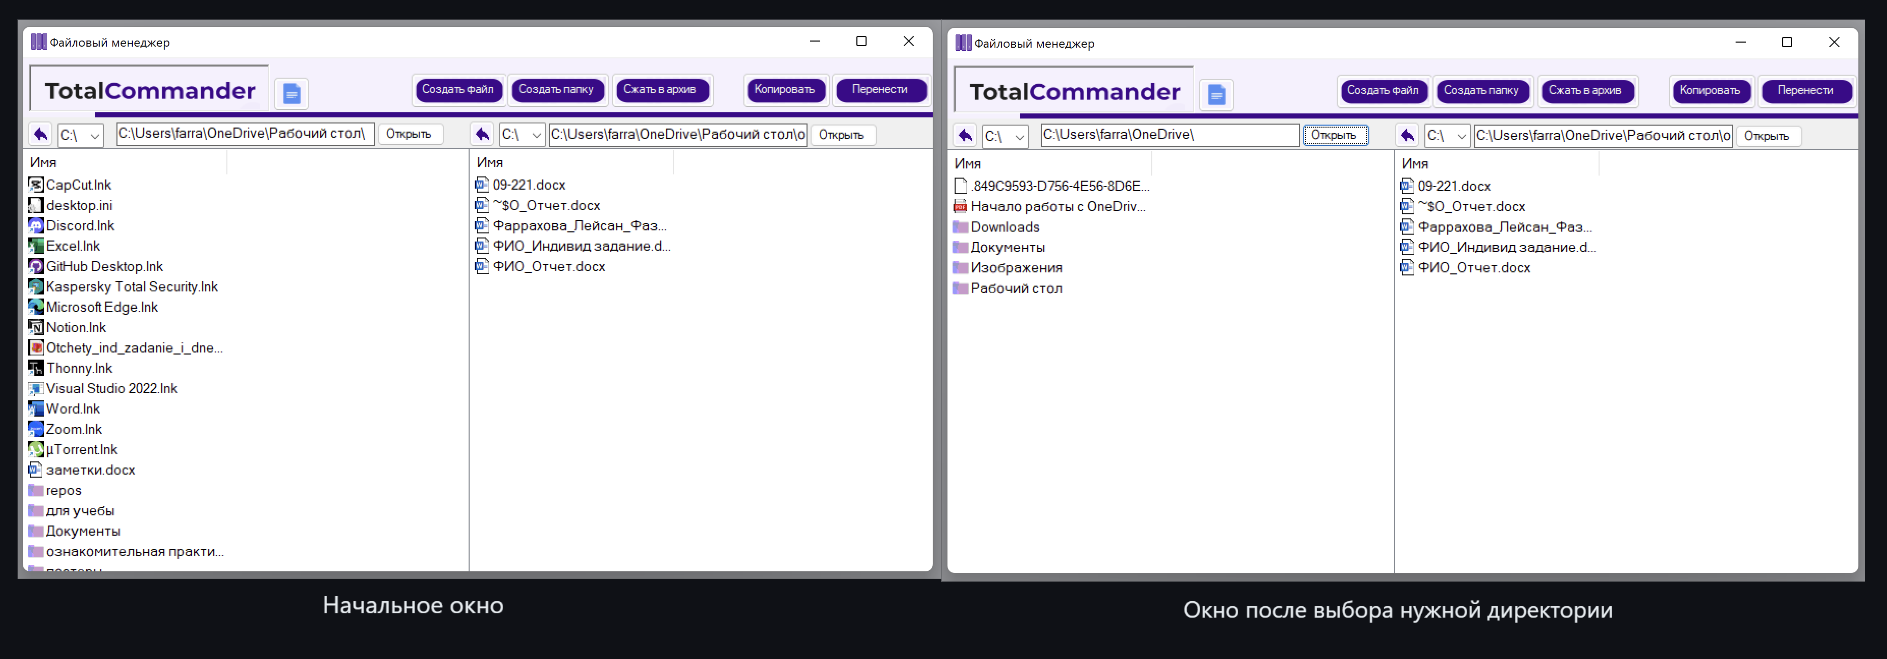 Файловый менеджер
TotalCommander
Создать файл
Создать папку
Сжать в архив
Копировать
Перенести
C:\
C:\Users\farra\OneDrive\Рабочий стол\
Открыть
C:\
C:\Users\farra\OneDrive\Рабочий стол\о
Открыть
Имя
CapCut.lnk
desktop.ini
Discord.lnk
Excel.lnk
GitHub Desktop.lnk
Kaspersky Total Security.lnk
Microsoft Edge.lnk
Notion.lnk
Otchety_ind_zadanie_i_dne...
Thonny.lnk
Visual Studio 2022.lnk
Word.lnk
Zoom.lnk
µTorrent.lnk
заметки.docx
repos
для учебы
Документы
ознакомительная практи...
Имя
09-221.docx
~$О_Отчет.docx
Фаррахова_Лейсан_Фаз...
ФИО_Индивид задание.d...
ФИО_Отчет.docx
Начальное окно
Файловый менеджер
TotalCommander
Создать файл
Создать папку
Сжать в архив
Копировать
Перенести
C:\
C:\Users\farra\OneDrive\
Открыть
C:\
C:\Users\farra\OneDrive\Рабочий стол\о
Открыть
Имя
.849C9593-D756-4E56-8D6E...
Начало работы с OneDriv...
Downloads
Документы
Изображения
Рабочий стол
Имя
09-221.docx
~$О_Отчет.docx
Фаррахова_Лейсан_Фаз...
ФИО_Индивид задание.d...
ФИО_Отчет.docx
Окно после выбора нужной директории